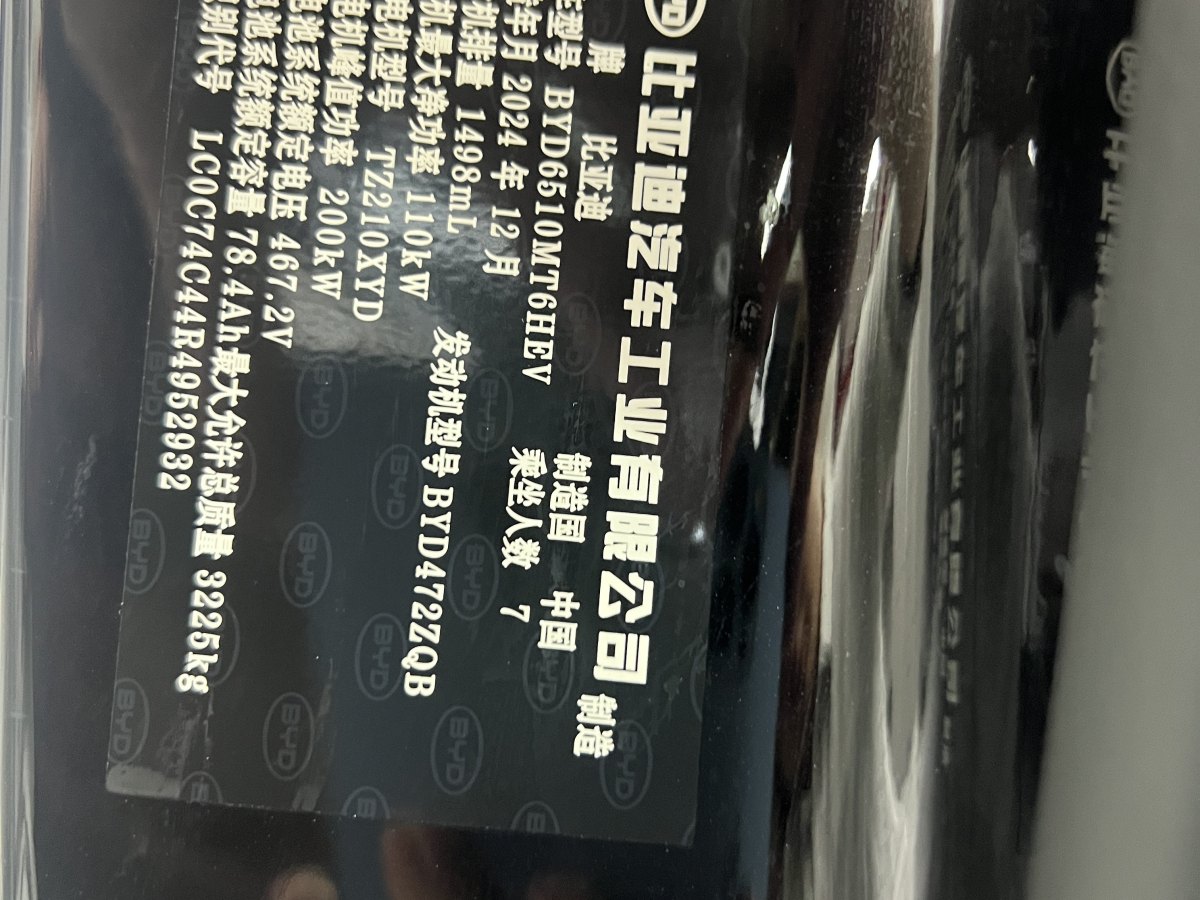 BYD 比亚迪汽车工业有限公司 制造
牌 比亚迪 制造国 中国
车型号 BYD6510MT6HEV 乘坐人数 7
年月 2024 年 12 月
机排量 1498mL 发动机型号 BYD472ZQB
机最大净功率 110kW
电机型号 TZ210XYD
电机峰值功率 200kW
电池系统额定电压 467.2V
电池系统额定容量 78.4Ah 最大允许总质量 3225kg
识别代号 LC0C74C44R4952932